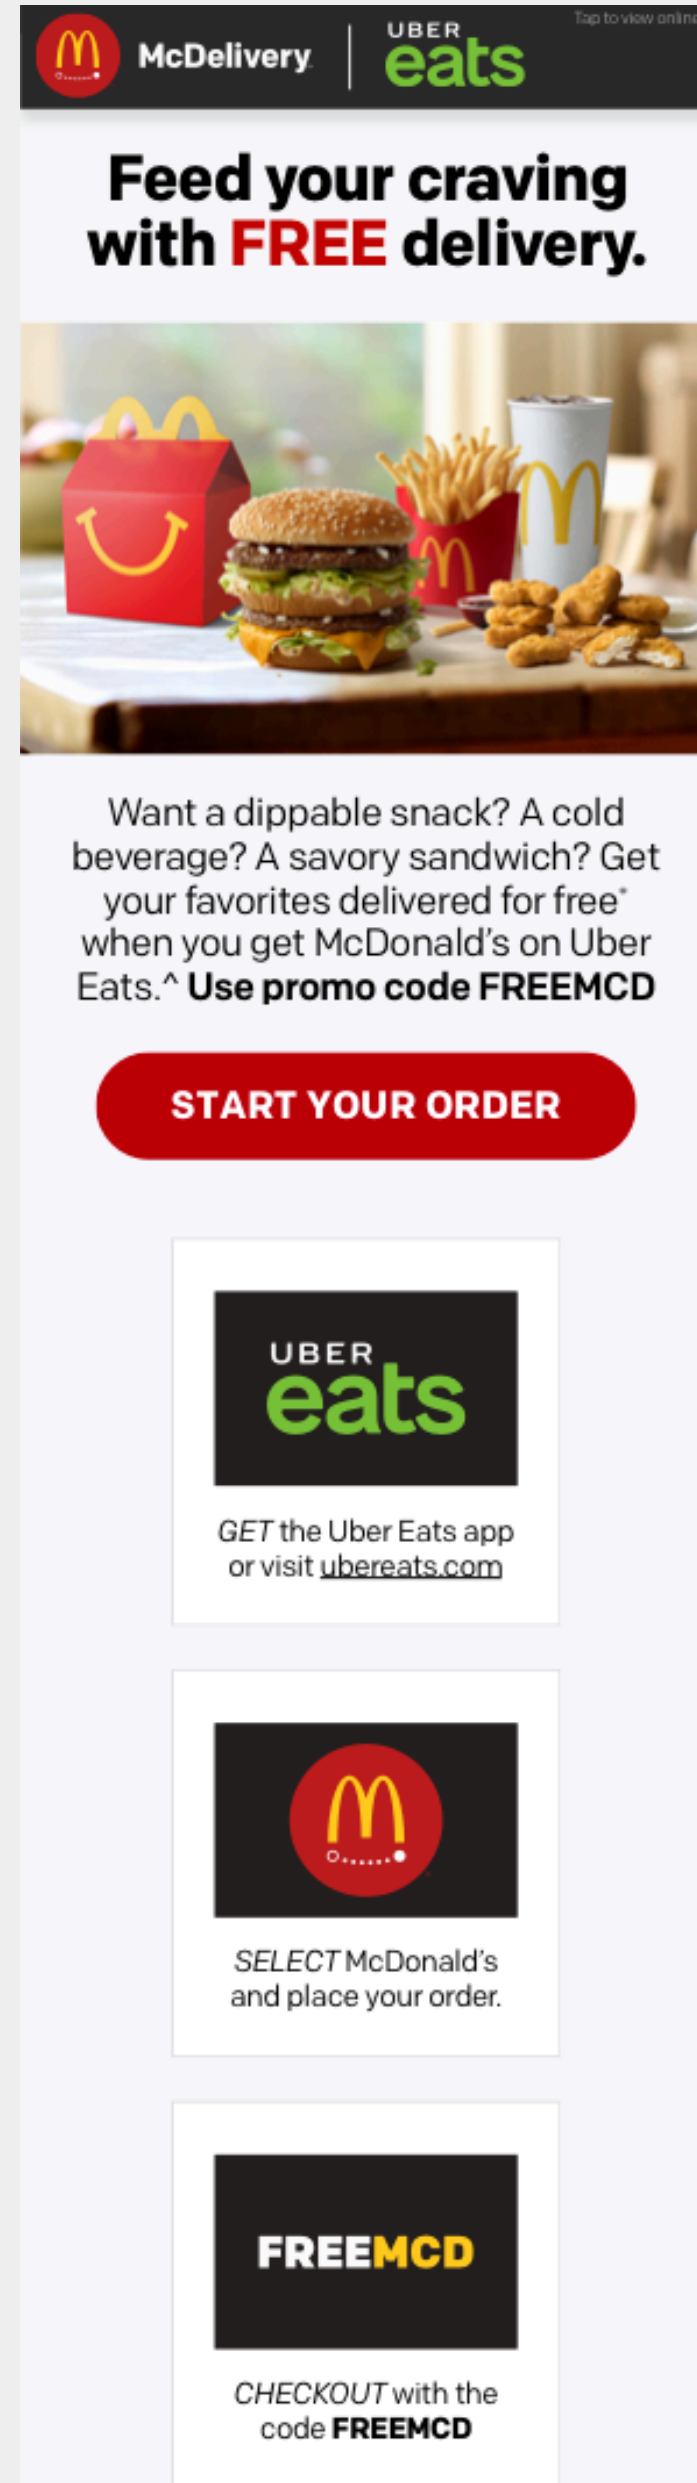 Tap to view online
McDelivery
UBER
eats
Feed your craving
with FREE delivery.
Want a dippable snack? A cold
beverage? A savory sandwich? Get
your favorites delivered for free*
when you get McDonald's on Uber
Eats.^ Use promo code FREEMCD
START YOUR ORDER
UBER
eats
GET the Uber Eats app
or visit ubereats.com
SELECT McDonald's
and place your order.
FREEMCD
CHECKOUT with the
code FREEMCD